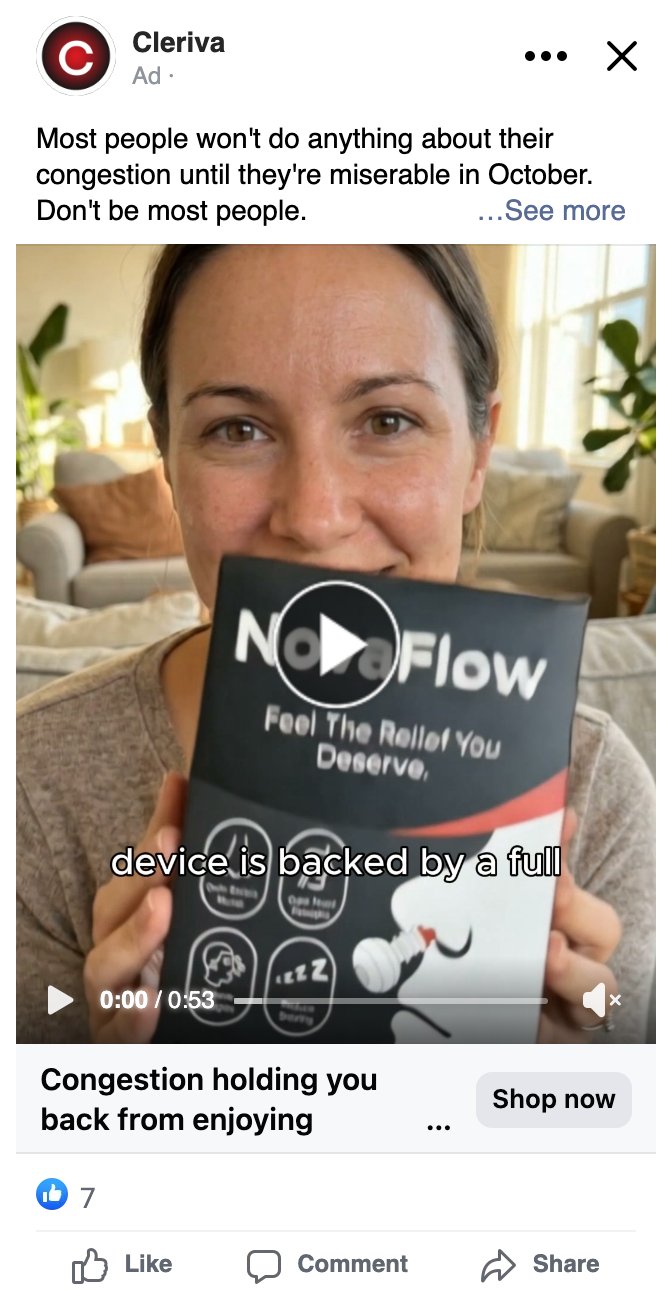 C
Cleriva
Ad ·
Most people won't do anything about their
congestion until they're miserable in October.
Don't be most people.
...See more
NovaFlow
Feel The Relief You
Deserve.
device is backed by a full
zzZ
0:00 / 0:53
Congestion holding you
back from enjoying
...
Shop now
7
Like
Comment
Share